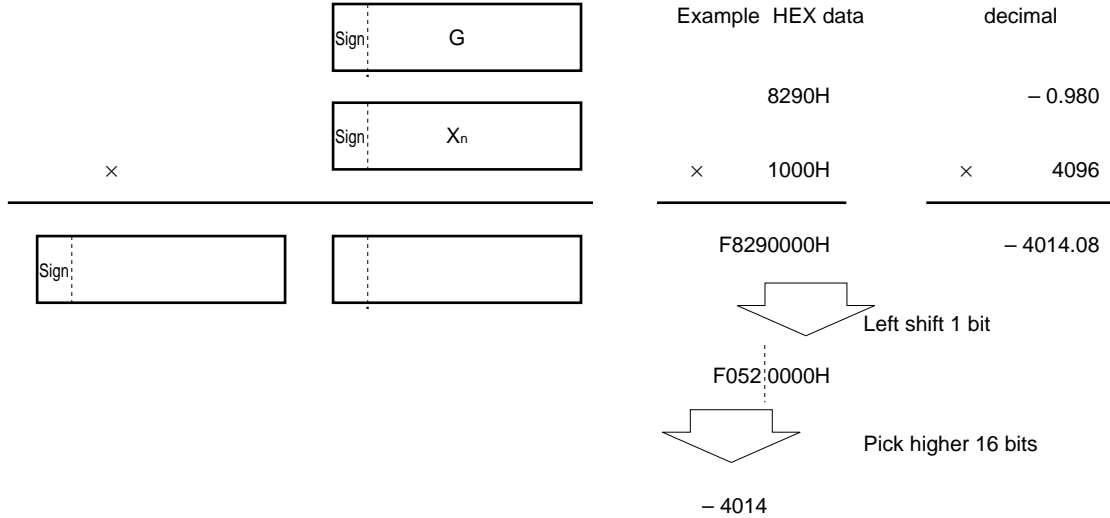 Example HEX data decimal
Sign G
8290H – 0.980
Sign Xn
× × 1000H × 4096
F8290000H – 4014.08
Sign
Left shift 1 bit
F052 0000H
Pick higher 16 bits
– 4014